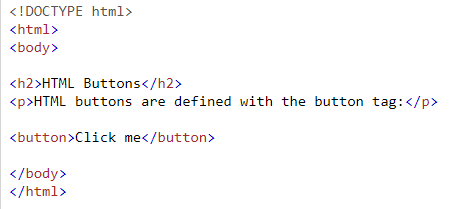 <!DOCTYPE html>
<html>
<body>
<h2>HTML Buttons</h2>
<p>HTML buttons are defined with the button tag:</p>
<button>Click me</button>
</body>
</html>